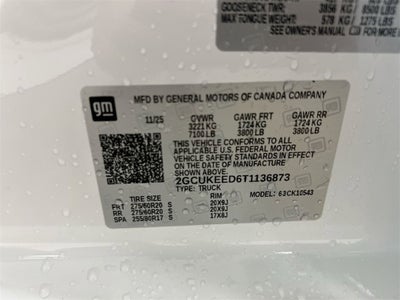 GOOSENECK TWR: 3856 KG 8500 LBS
MAX TONGUE WEIGHT: 578 KG 1275 LBS
SEE OWNER'S MANUAL
gm
MFD BY GENERAL MOTORS OF CANADA COMPANY
11/25 GVWR GAWR FRT GAWR RR
3221 KG 1724 KG 1724 KG
7100 LB 3800 LB 3800 LB
THIS VEHICLE CONFORMS TO ALL
APPLICABLE U.S. FEDERAL MOTOR
VEHICLE SAFETY STANDARDS IN
EFFECT ON THE DATE OF
MANUFACTURE SHOWN ABOVE.
2GCUKEED6T1136873
TYPE: TRUCK MODEL: 63CK10543
TIRE SIZE RIM
FRT 275/60R20 S 20X9J
RR 275/60R20 S 20X9J
SPA 255/80R17 S 17X8J